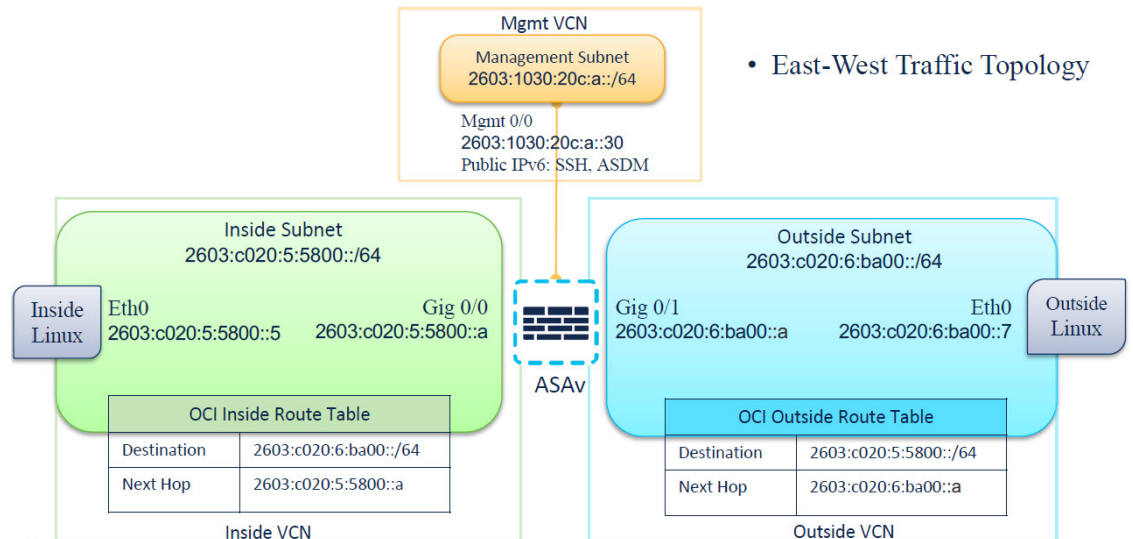 Mgmt VCN
Management Subnet
2603:1030:20c:a::/64
• East-West Traffic Topology
Mgmt 0/0
2603:1030:20c:a::30
Public IPv6: SSH, ASDM
Inside Subnet
2603:c020:5:5800::/64
Inside
Linux
Eth0
2603:c020:5:5800::5
Gig 0/0
2603:c020:5:5800::a
ASAv
Outside Subnet
2603:c020:6:ba00::/64
Gig 0/1
2603:c020:6:ba00::a
Eth0
2603:c020:6:ba00::7
Outside
Linux
OCI Inside Route Table
Destination 2603:c020:6:ba00::/64
Next Hop 2603:c020:5:5800::a
Inside VCN
OCI Outside Route Table
Destination 2603:c020:5:5800::/64
Next Hop 2603:c020:6:ba00::a
Outside VCN